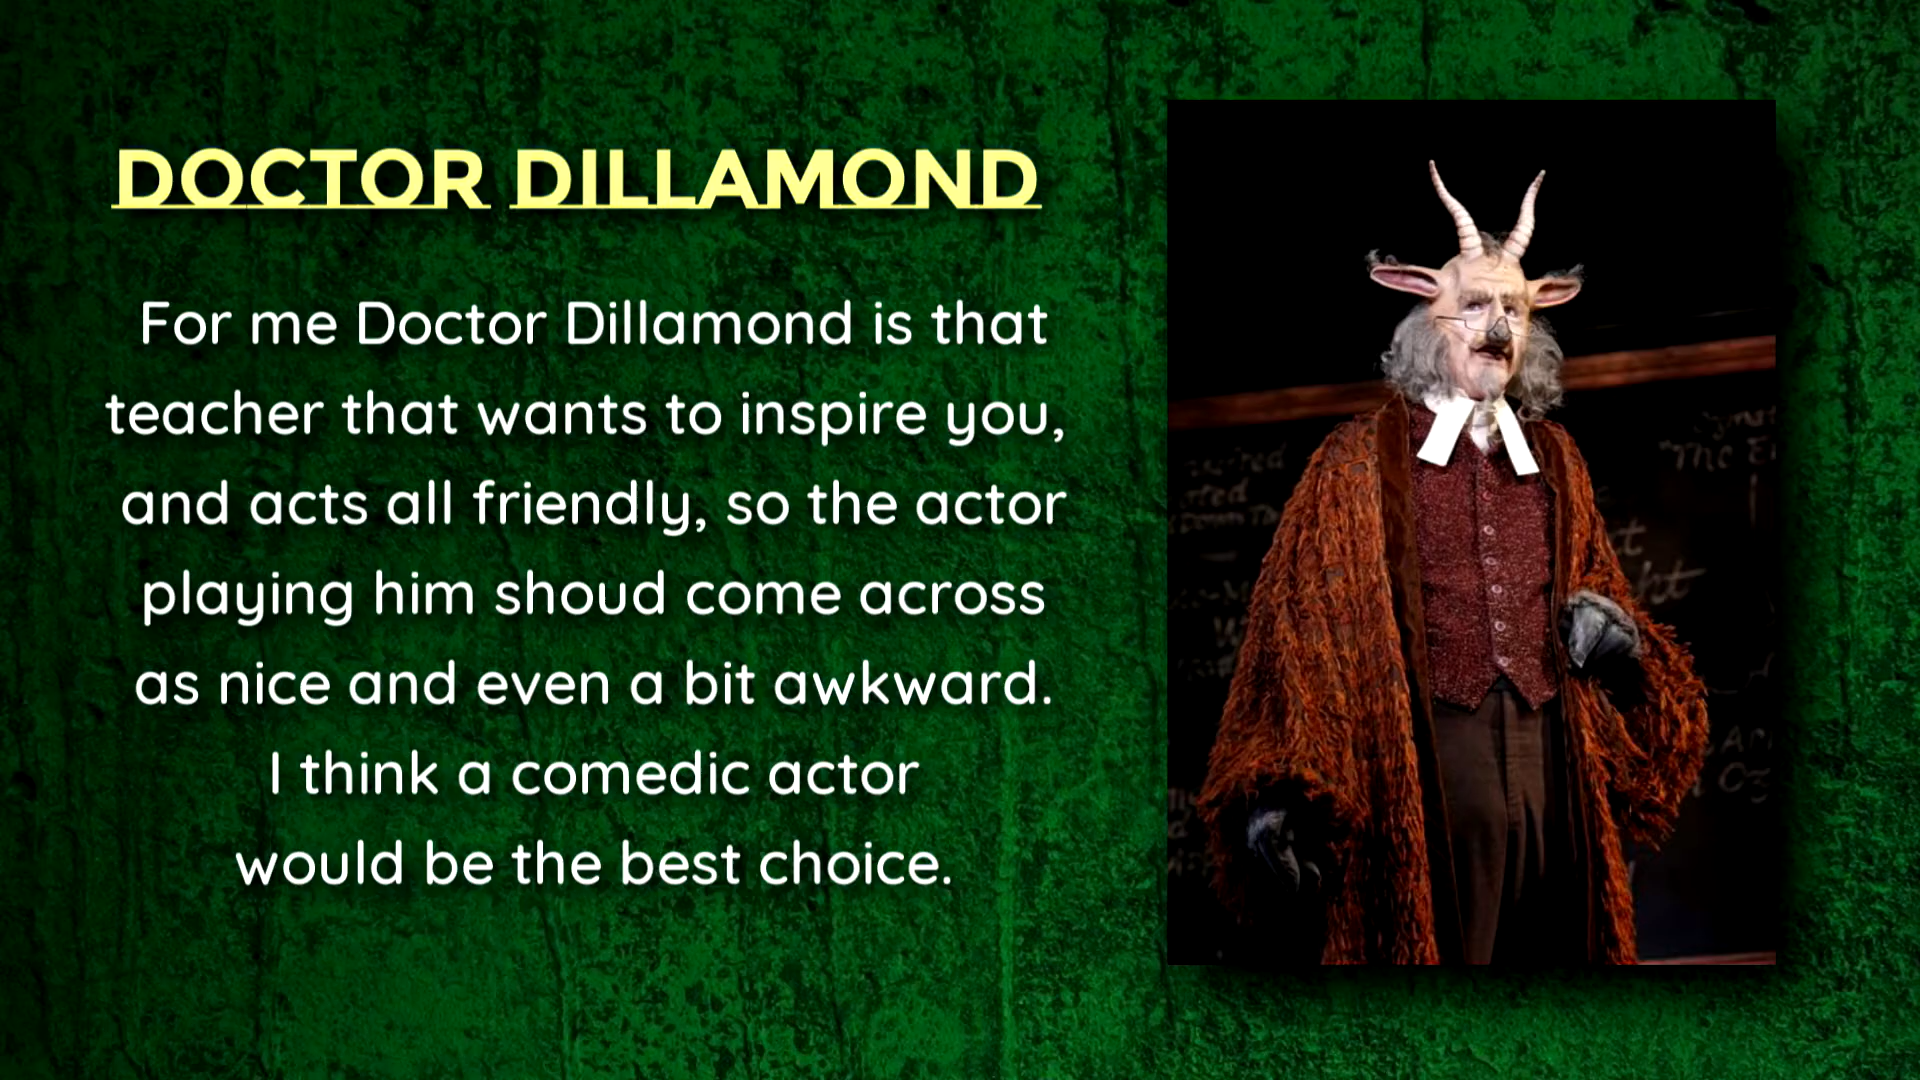 DOCTOR DILLAMOND
For me Doctor Dillamond is that
teacher that wants to inspire you,
and acts all friendly, so the actor
playing him shoud come across
as nice and even a bit awkward.
I think a comedic actor
would be the best choice.